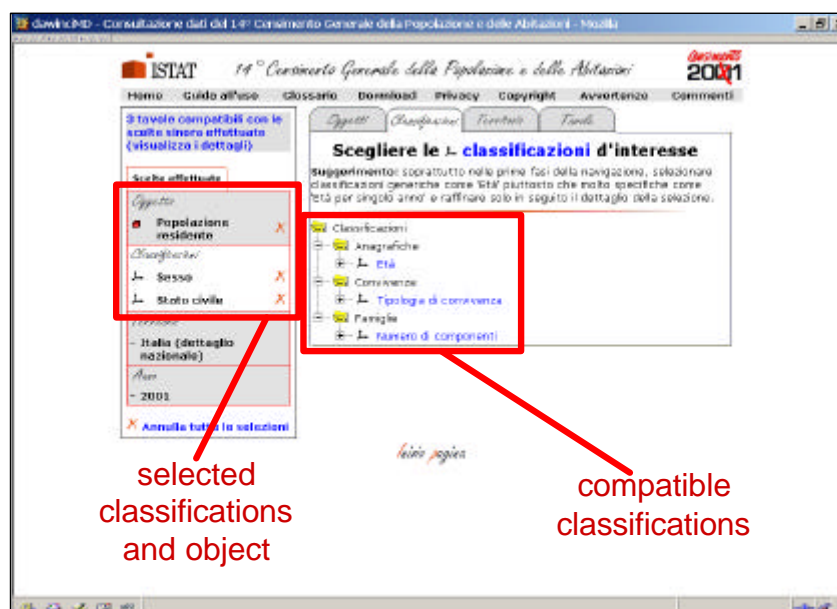 dawinciMD - Consultazione dati del 14º Censimento Generale della Popolazione e delle Abitazioni - Mozilla
ISTAT 14º Censimento Generale della Popolazione e delle Abitazioni Censimenti 2001
Home Guida all'uso Glossario Download Privacy Copyright Avvertenze Commenti
3 tavole compatibili con le
scelte sinora effettuate
(visualizza i dettagli)
Oggetti Classificazioni Territorio Tavole
Scegliere le classificazioni d'interesse
Suggerimento: soprattutto nelle prime fasi della navigazione, selezionare
classificazioni generiche come 'Età' piuttosto che molto specifiche come
'Età per singolo anno' e raffinare solo in seguito il dettaglio della selezione.
Scelte effettuate
Oggetto
Popolazione
residente X
Classificazioni
Sesso X
Stato civile X
Territorio
- Italia (dettaglio
nazionale)
Anno
- 2001
X Annulla tutte le selezioni
Classificazioni
Anagrafiche
Età
Convivenze
Tipologia di convivenza
Famiglie
Numero di componenti
inizio pagina
selected
classifications
and object
compatible
classifications